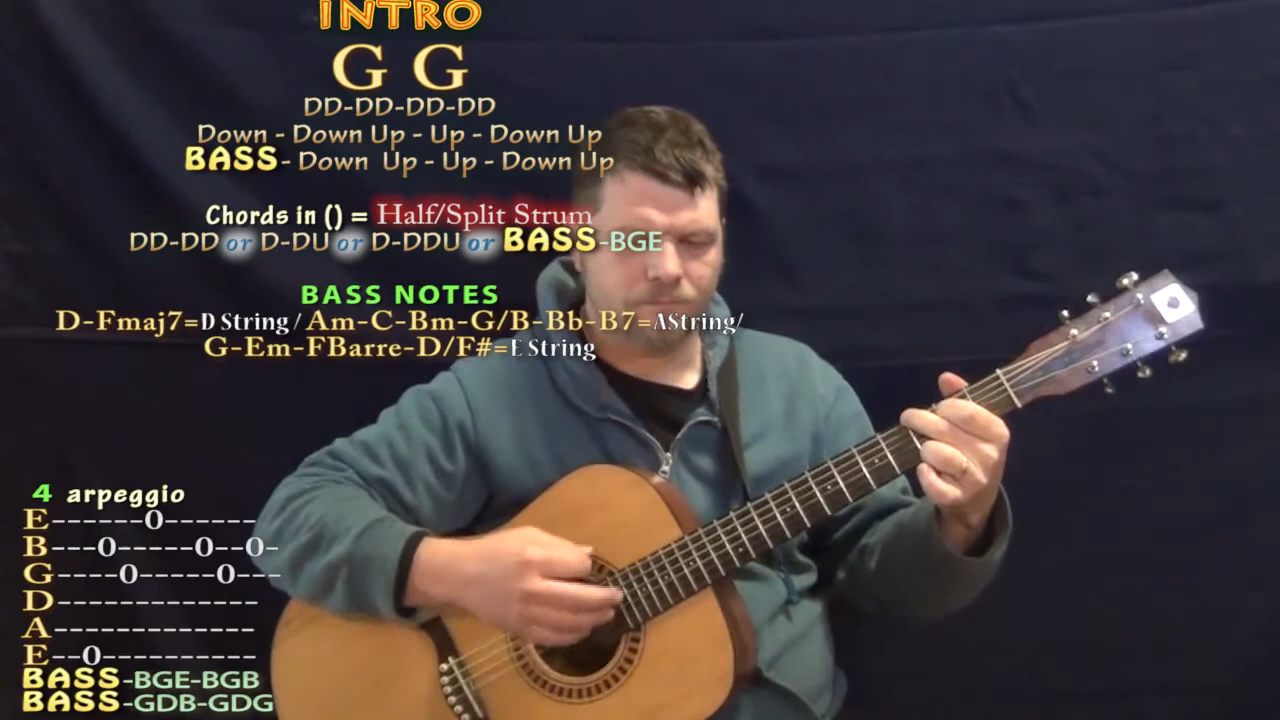 INTRO
G G
DD-DD-DD-DD
Down - Down Up - Up - Down Up
BASS - Down Up - Up - Down Up
Chords in () = Half/Split Strum
DD-DD or D-DU or D-DDU or BASS-BGE
BASS NOTES
D-Fmaj7=D String / Am-C-Bm-G/B-Bb-B7=AString/
G-Em-FBarre-D/F#=E String
4 arpeggio
E------0------
B---0-----0--0-
G----0-----0---
D------------
A------------
E--0----------
BASS-BGE-BGB
BASS-GDB-GDG